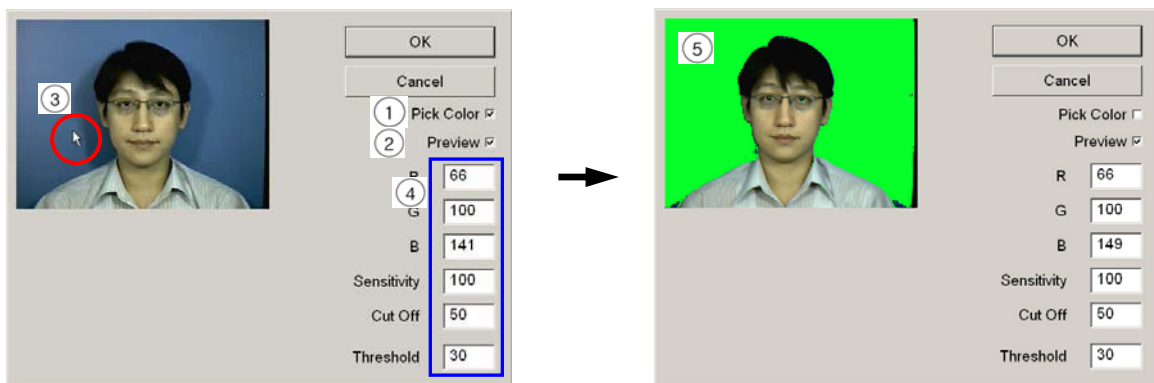 OK
Cancel
③
① Pick Color
② Preview
R 66
④
G 100
B 141
Sensitivity 100
Cut Off 50
Threshold 30
⑤
OK
Cancel
Pick Color
Preview
R 66
G 100
B 149
Sensitivity 100
Cut Off 50
Threshold 30